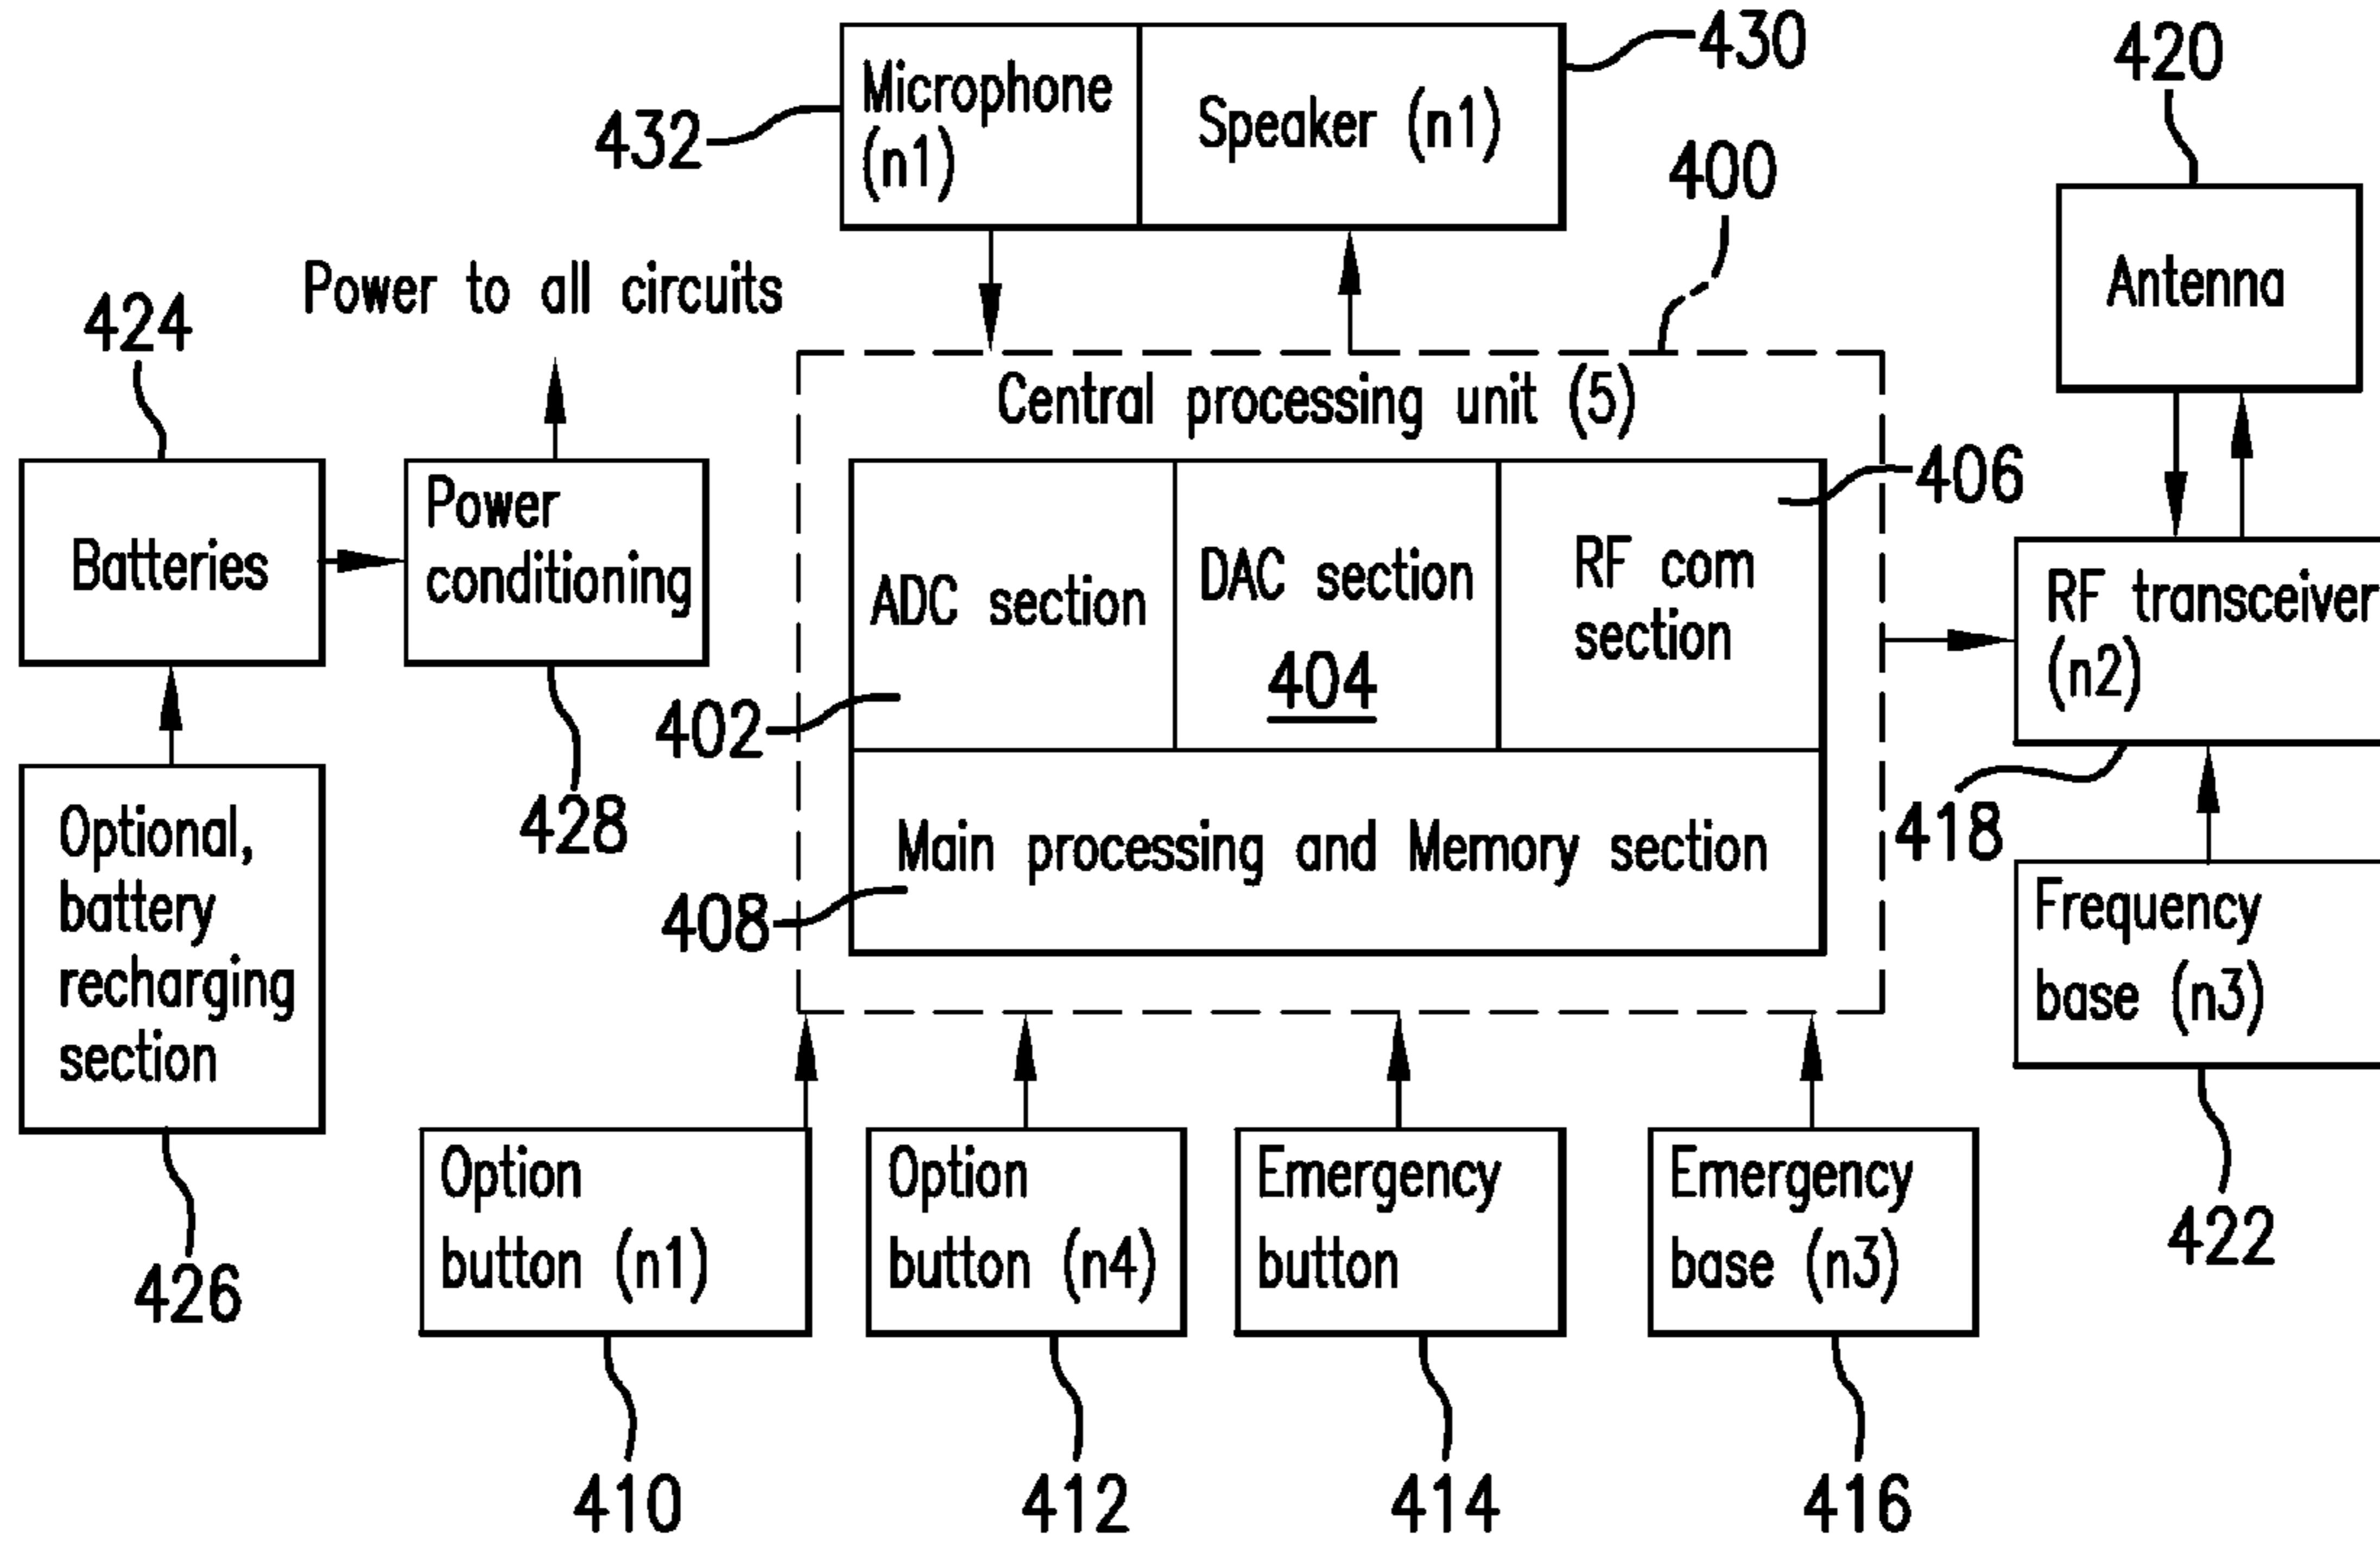 430
420
Microphone
(n1)
Speaker (n1)
432
400
Power to all circuits
Antenna
424
Central processing unit (5)
406
Batteries
Power
conditioning
ADC section
DAC section
404
RF com
section
RF transceiver
(n2)
402
428
418
Optional,
battery
recharging
section
Main processing and Memory section
408
Frequency
base (n3)
Option
button (n1)
Option
button (n4)
Emergency
button
Emergency
base (n3)
422
426
410
412
414
416